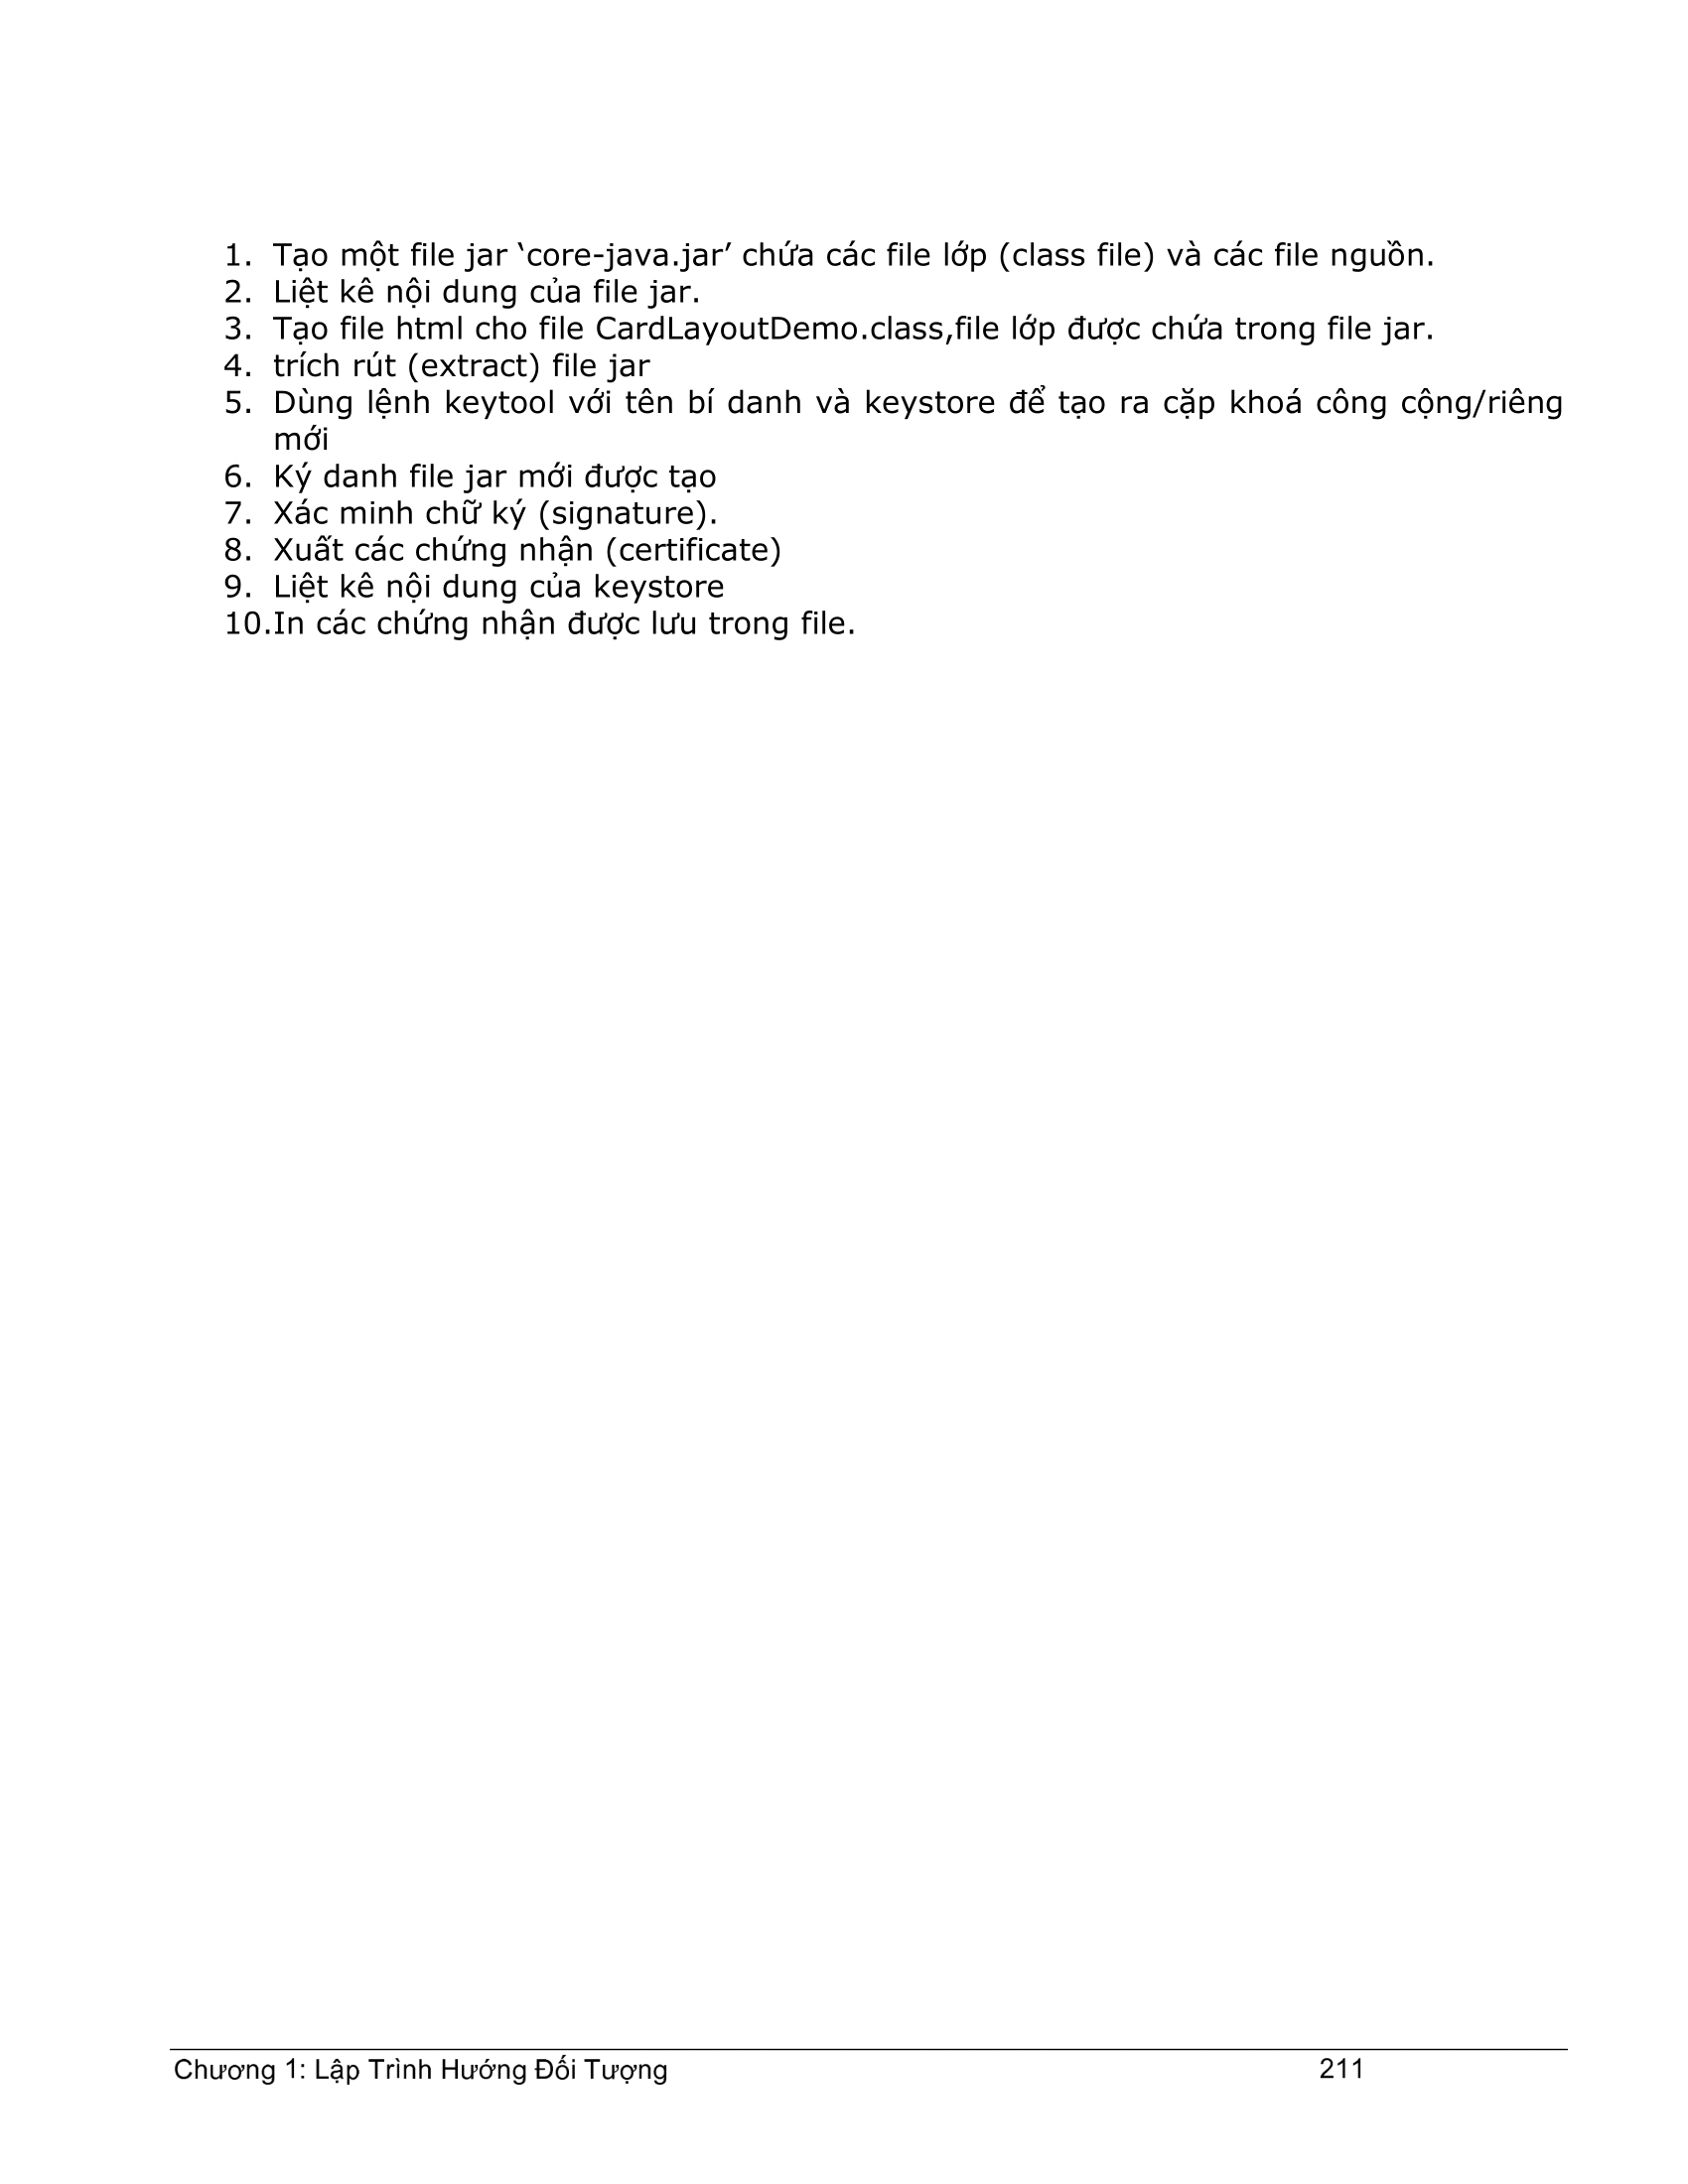 1. Tạo một file jar ‘core-java.jar’ chứa các file lớp (class file) và các file nguồn.
2. Liệt kê nội dung của file jar.
3. Tạo file html cho file CardLayoutDemo.class,file lớp được chứa trong file jar.
4. trích rút (extract) file jar
5. Dùng lệnh keytool với tên bí danh và keystore để tạo ra cặp khoá công cộng/riêng
mới
6. Ký danh file jar mới được tạo
7. Xác minh chữ ký (signature).
8. Xuất các chứng nhận (certificate)
9. Liệt kê nội dung của keystore
10.In các chứng nhận được lưu trong file.
Chương 1: Lập Trình Hướng Đối Tượng 211